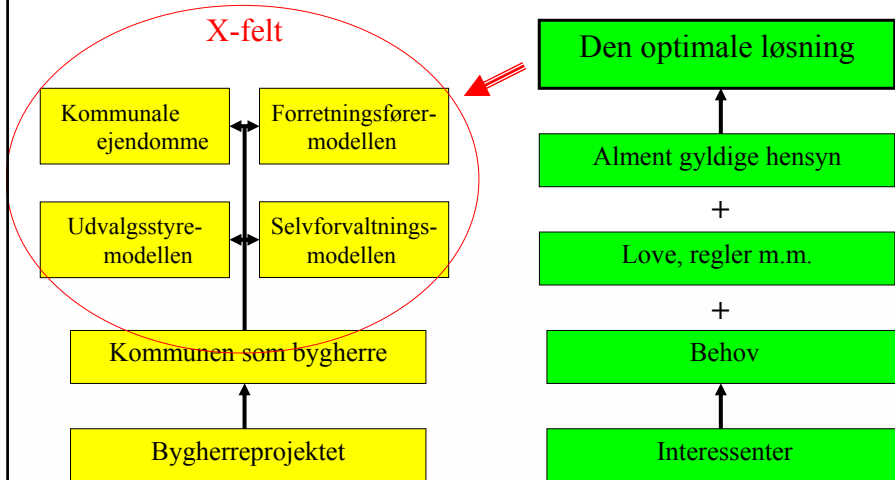 X-felt
Kommunale
ejendomme
Forretningsfører-
modellen
Udvalgsstyre-
modellen
Selvforvaltnings-
modellen
Kommunen som bygherre
Bygherreprojektet
Den optimale løsning
Alment gyldige hensyn
+
Love, regler m.m.
+
Behov
Interessenter